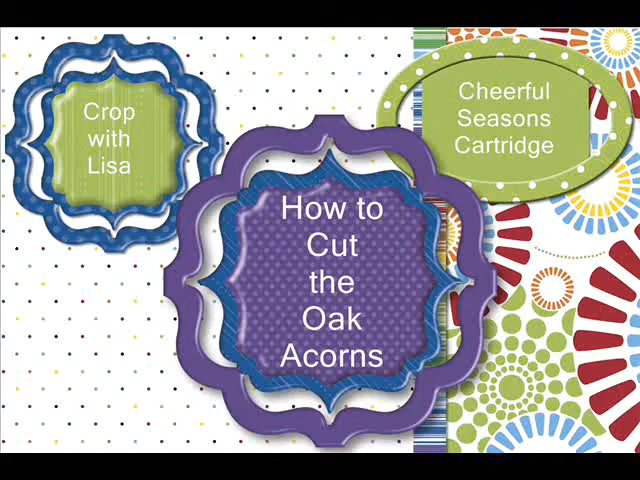 Crop
with
Lisa
Cheerful
Seasons
Cartridge
How to
Cut
the
Oak
Acorns